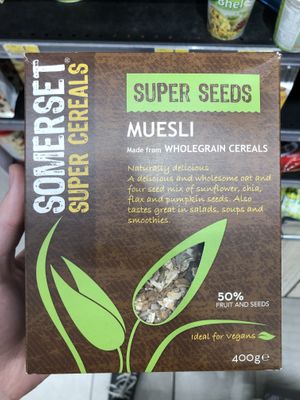 Bhel
SOMERSET®
SUPER CEREALS
SUPER SEEDS
MUESLI
Made from WHOLEGRAIN CEREALS
Naturally delicious
A delicious and wholesome oat and
four seed mix of sunflower, chia,
flax and pumpkin seeds. Also
tastes great in salads, soups and
smoothies.
50%
FRUIT AND SEEDS
Ideal for Vegans
400g℮